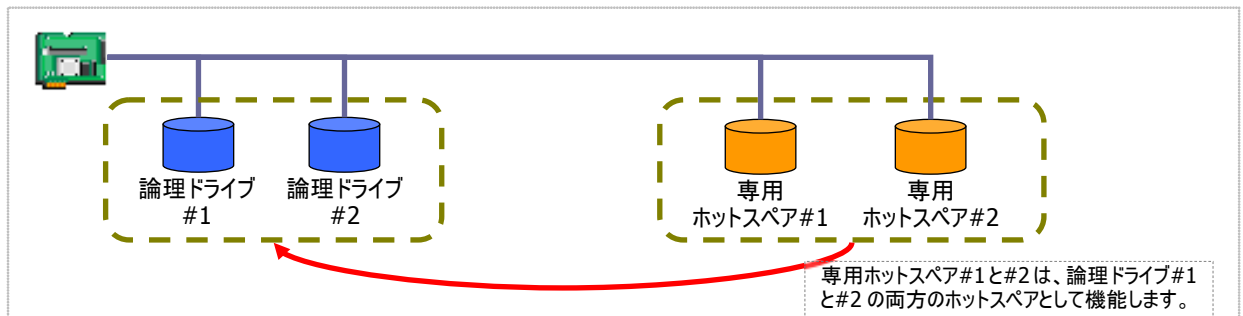 論理ドライブ
#1
論理ドライブ
#2
専用
ホットスペア#1
専用
ホットスペア#2
専用ホットスペア#1と#2は、論理ドライブ#1
と#2 の両方のホットスペアとして機能します。